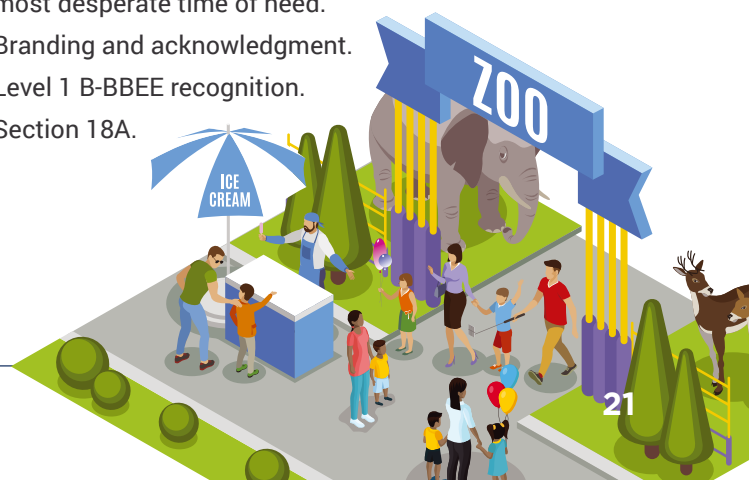 most desperate time of need.
Branding and acknowledgment.
Level 1 B-BBEE recognition.
Section 18A.
ZOO
ICE
CREAM
21